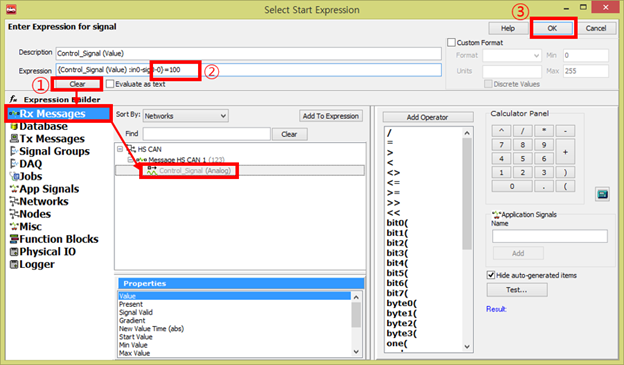 Select Start Expression
③
Enter Expression for signal
Help
OK
Cancel
Description
Control_Signal (Value)
Custom Format
Format
Min
0
Expression
{Control_Signal (Value) :in0-sig0-0}=100
②
Units
Max
255
①
Clear
Evaluate as text
Discrete Values
fx Expression Builder
Rx Messages
Database
Tx Messages
Signal Groups
DAQ
Jobs
App Signals
Networks
Nodes
Misc
Function Blocks
Physical IO
Logger
Sort By:
Networks
Add To Expression
Find
Clear
HS CAN
Message HS CAN 1 (123)
Control_Signal (Analog)
Properties
Value
Present
Signal Valid
Gradient
New Value Time (abs)
Start Value
Min Value
Max Value
Add Operator
/
=
>
<
<>
<=
>=
>>
<<
bit0(
bit1(
bit2(
bit3(
bit4(
bit5(
bit6(
bit7(
byte0(
byte1(
byte2(
byte3(
one(
Calculator Panel
^ / * -
7 8 9 +
4 5 6
1 2 3 )
0 . (
Application Signals
Name
Add
Hide auto-generated items
Test...
Result: